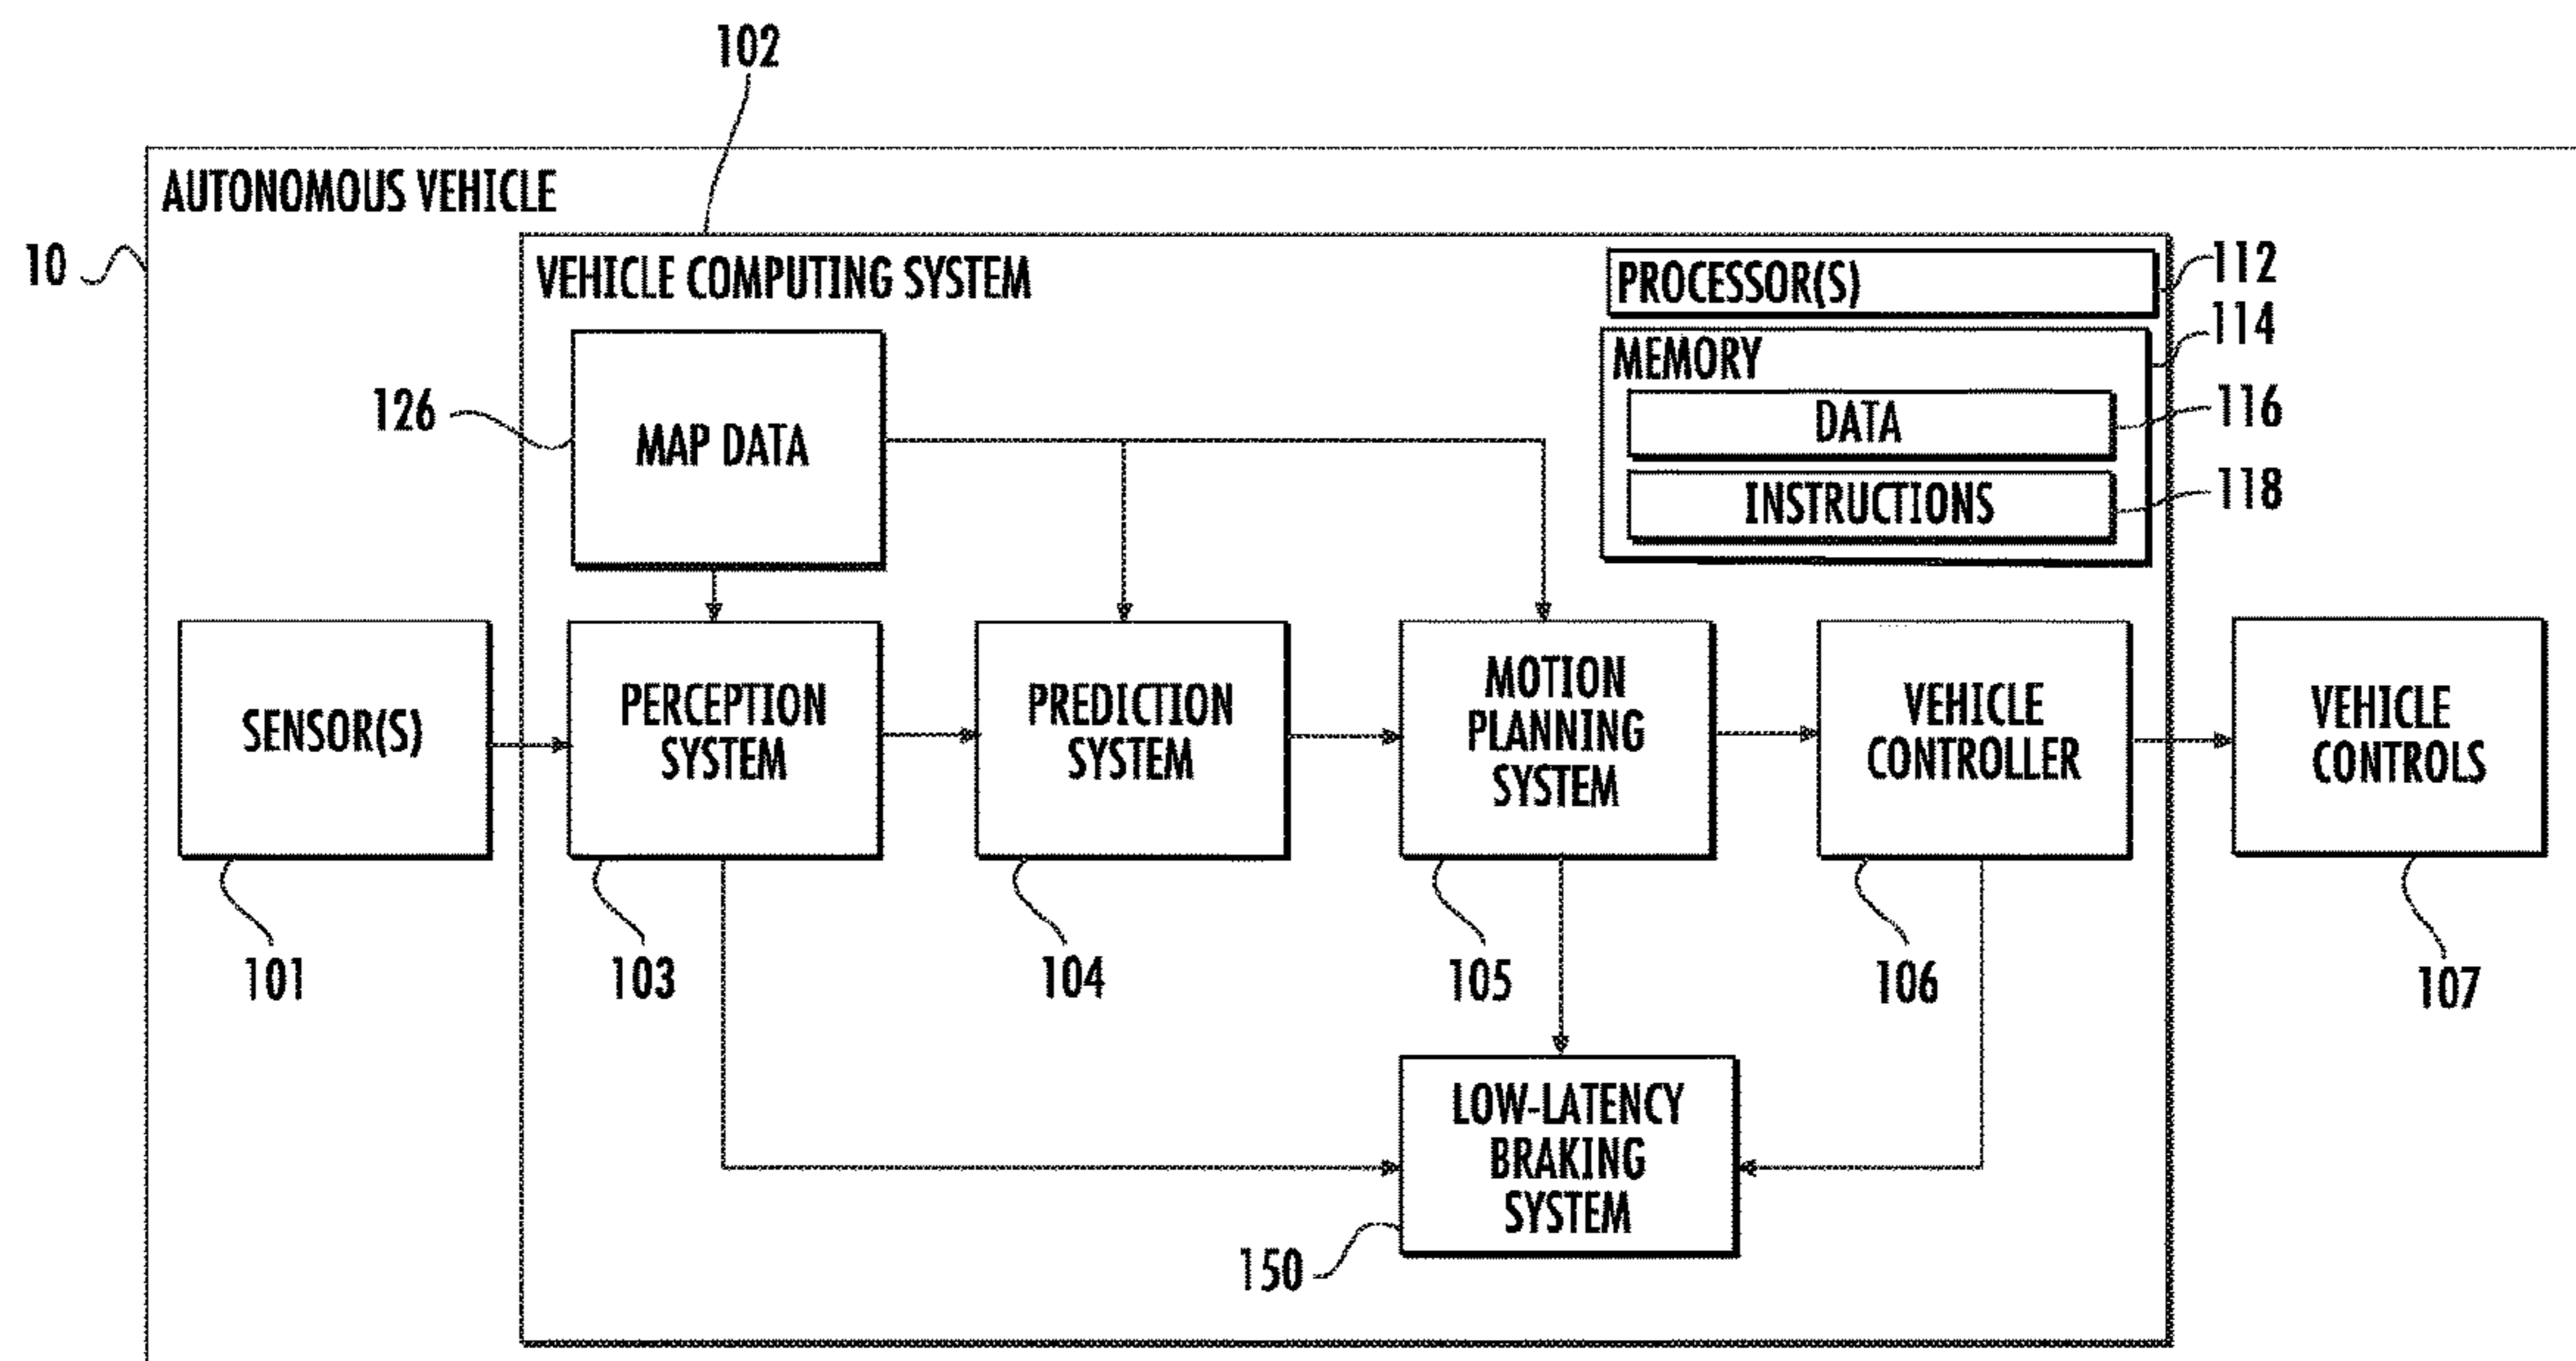 102
AUTONOMOUS VEHICLE
10
VEHICLE COMPUTING SYSTEM
PROCESSOR(S)
112
114
MEMORY
DATA
116
INSTRUCTIONS
118
126
MAP DATA
SENSOR(S)
PERCEPTION
SYSTEM
PREDICTION
SYSTEM
MOTION
PLANNING
SYSTEM
VEHICLE
CONTROLLER
VEHICLE
CONTROLS
101
103
104
105
106
107
LOW-LATENCY
BRAKING
SYSTEM
150